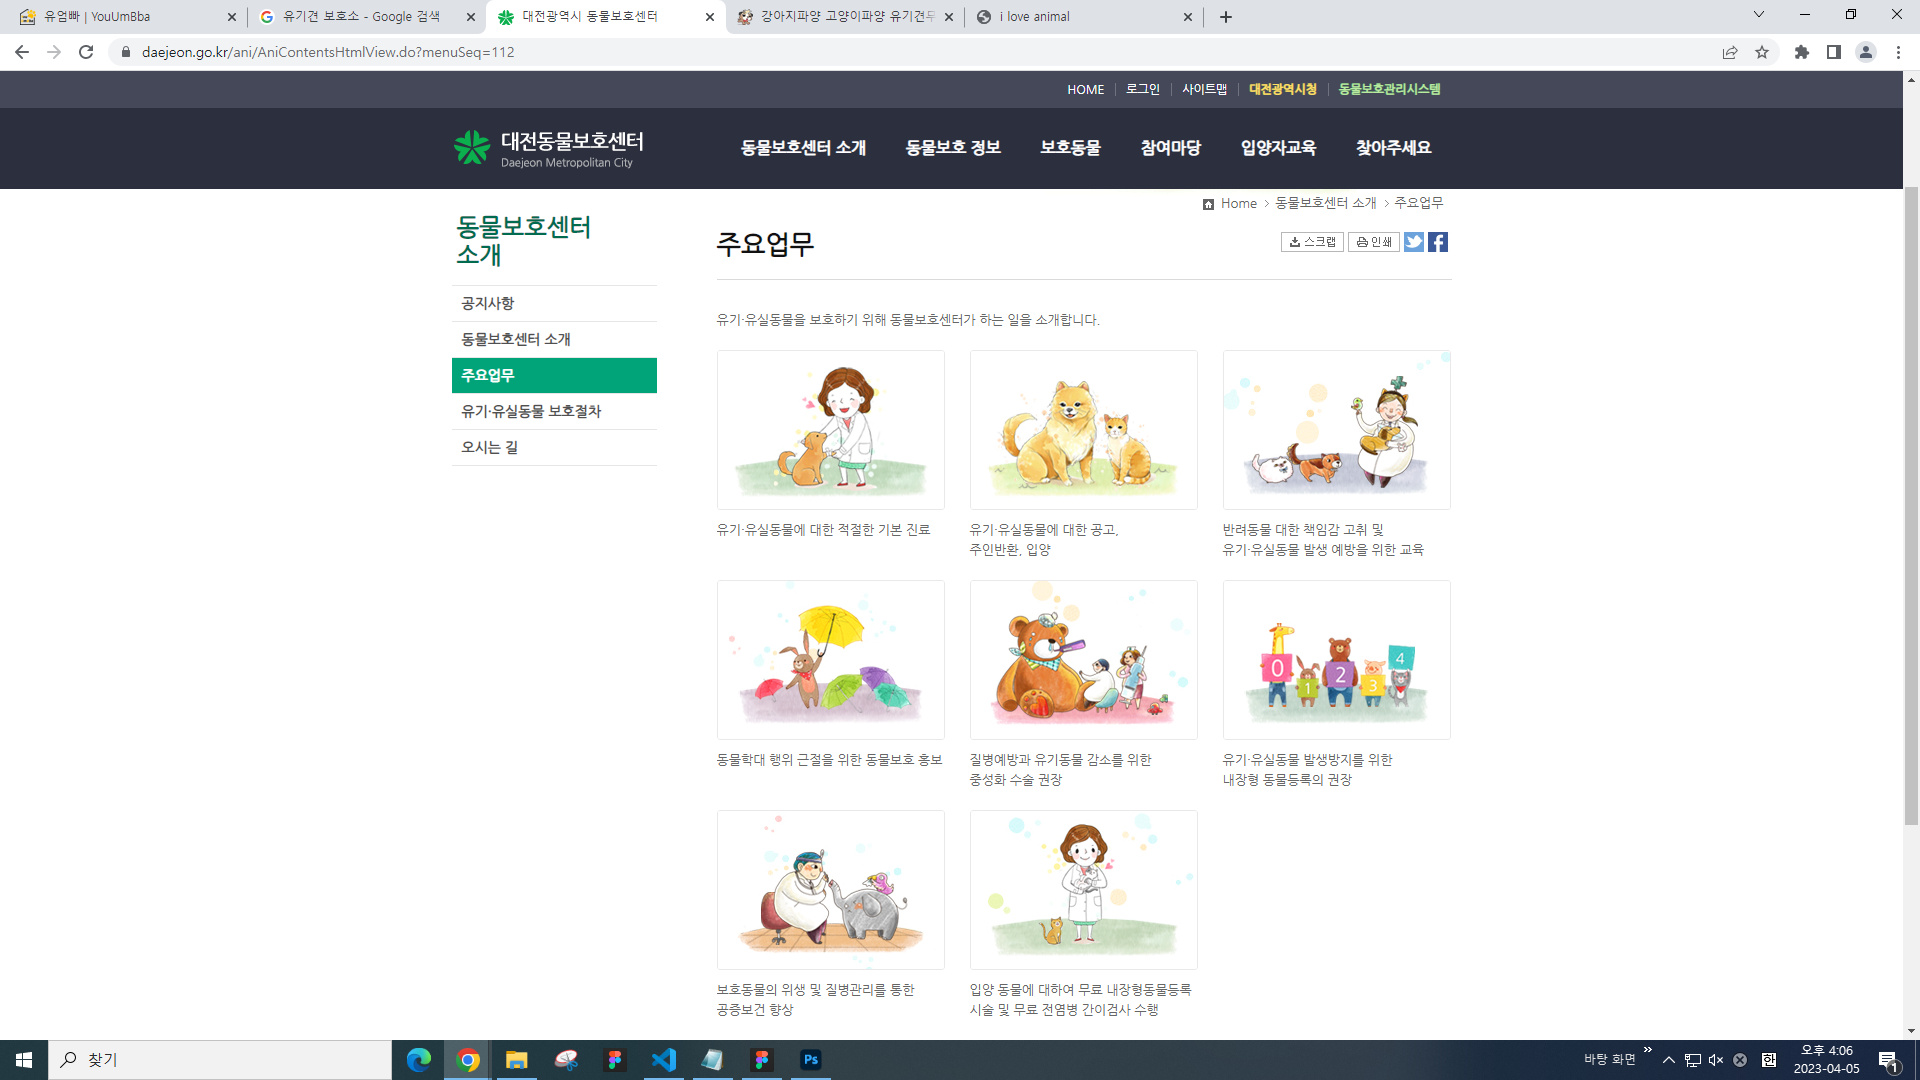 유엄빠 | YouUmBba
유기견 보호소 - Google 검색
대전광역시 동물보호센터
강아지파양 고양이파양 유기견무
i love animal
daejeon.go.kr/ani/AniContentsHtmlView.do?menuSeq=112
HOME
로그인
사이트맵
대전광역시청
동물보호관리시스템
대전동물보호센터
Daejeon Metropolitan City
동물보호센터 소개
동물보호 정보
보호동물
참여마당
입양자교육
찾아주세요
Home > 동물보호센터 소개 > 주요업무
동물보호센터
소개
공지사항
동물보호센터 소개
주요업무
유기·유실동물 보호절차
오시는 길
주요업무
스크랩
인쇄
유기·유실동물을 보호하기 위해 동물보호센터가 하는 일을 소개합니다.
유기·유실동물에 대한 적절한 기본 진료
유기·유실동물에 대한 공고,
주인반환, 입양
반려동물 대한 책임감 고취 및
유기·유실동물 발생 예방을 위한 교육
0
1
2
3
4
동물학대 행위 근절을 위한 동물보호 홍보
질병예방과 유기동물 감소를 위한
중성화 수술 권장
유기·유실동물 발생방지를 위한
내장형 동물등록의 권장
보호동물의 위생 및 질병관리를 통한
공증보건 향상
입양 동물에 대하여 무료 내장형동물등록
시술 및 무료 전염병 간이검사 수행
찾기
Ps
바탕 화면
한
오후 4:06
2023-04-05
1